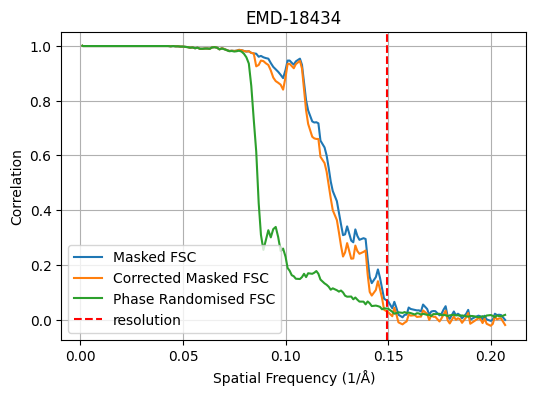 EMD-18434
1.0
0.8
0.6
0.4
0.2
0.0
Correlation
Masked FSC
Corrected Masked FSC
Phase Randomised FSC
resolution
0.00 0.05 0.10 0.15 0.20
Spatial Frequency (1/Å)